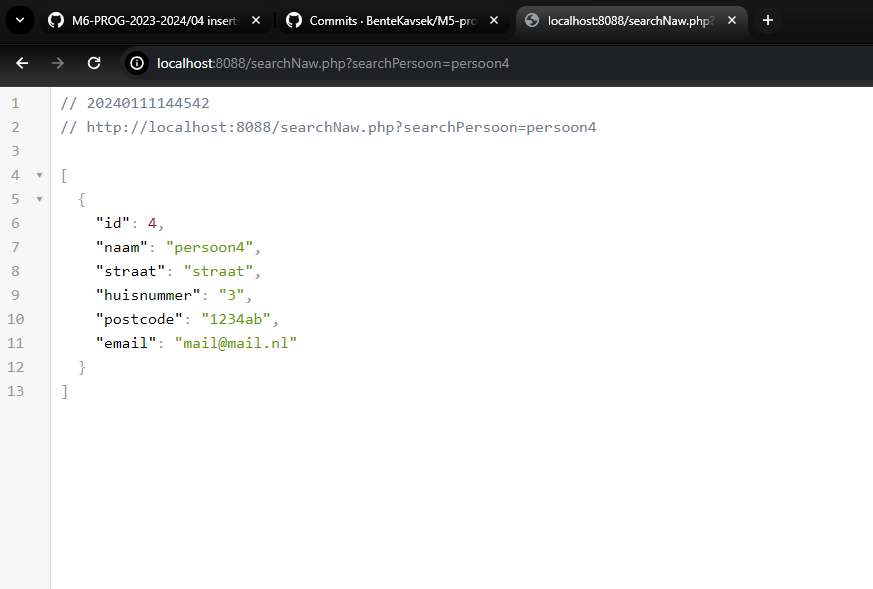 M6-PROG-2023-2024/04 insert
Commits · BenteKavsek/M5-pro
localhost:8088/searchNaw.php?
localhost:8088/searchNaw.php?searchPersoon=persoon4
1 // 20240111144542
2 // http://localhost:8088/searchNaw.php?searchPersoon=persoon4
3
4 [
5 {
6 "id": 4,
7 "naam": "persoon4",
8 "straat": "straat",
9 "huisnummer": "3",
10 "postcode": "1234ab",
11 "email": "mail@mail.nl"
12 }
13 ]